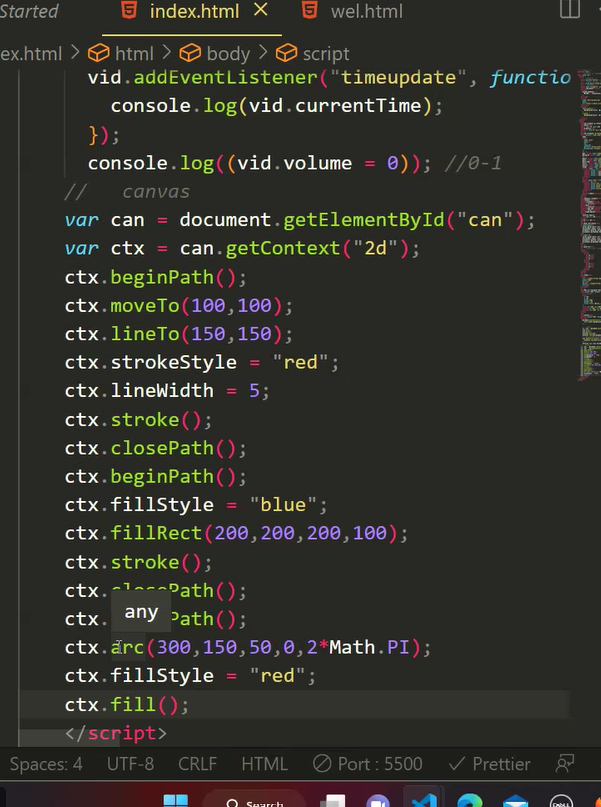 Started index.html wel.html
ex.html > html > body > script
vid.addEventListener("timeupdate", functio
console.log(vid.currentTime);
});
console.log((vid.volume = 0)); //0-1
// canvas
var can = document.getElementById("can");
var ctx = can.getContext("2d");
ctx.beginPath();
ctx.moveTo(100,100);
ctx.lineTo(150,150);
ctx.strokeStyle = "red";
ctx.lineWidth = 5;
ctx.stroke();
ctx.closePath();
ctx.beginPath();
ctx.fillStyle = "blue";
ctx.fillRect(200,200,200,100);
ctx.stroke();
ctx.closePath();
any
ctx. Path();
ctx.arc(300,150,50,0,2*Math.PI);
ctx.fillStyle = "red";
ctx.fill();
</script>
Spaces: 4 UTF-8 CRLF HTML Port : 5500 Prettier
Search